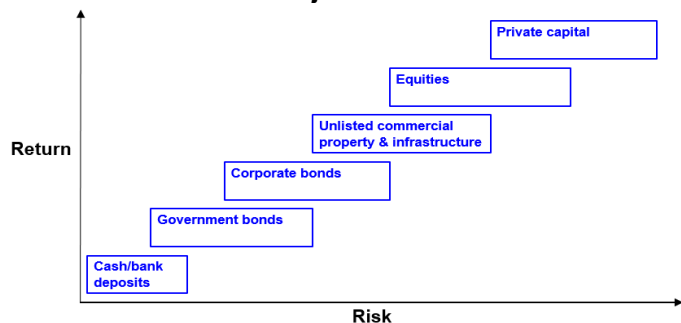 Private capital
Equities
Unlisted commercial
property & infrastructure
Return
Corporate bonds
Government bonds
Cash/bank
deposits
Risk